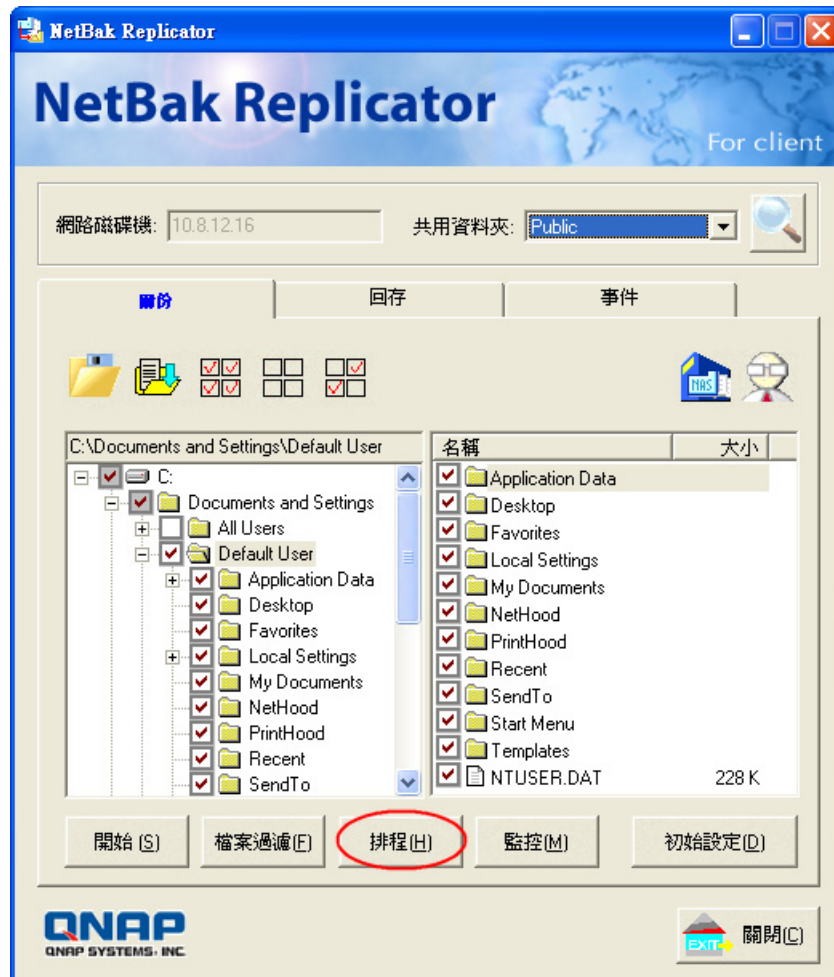 NetBak Replicator
NetBak Replicator
For client
網路磁碟機: 10.8.12.16 共用資料夾: Public
備份 回存 事件
NAS
C:\Documents and Settings\Default User
C:
Documents and Settings
All Users
Default User
Application Data
Desktop
Favorites
Local Settings
My Documents
NetHood
PrintHood
Recent
SendTo
名稱 大小
Application Data
Desktop
Favorites
Local Settings
My Documents
NetHood
PrintHood
Recent
SendTo
Start Menu
Templates
NTUSER.DAT 228 K
開始 (S) 檔案過濾(F) 排程(H) 監控(M) 初始設定(D)
QNAP
QNAP SYSTEMS, INC
EXIT 關閉(C)